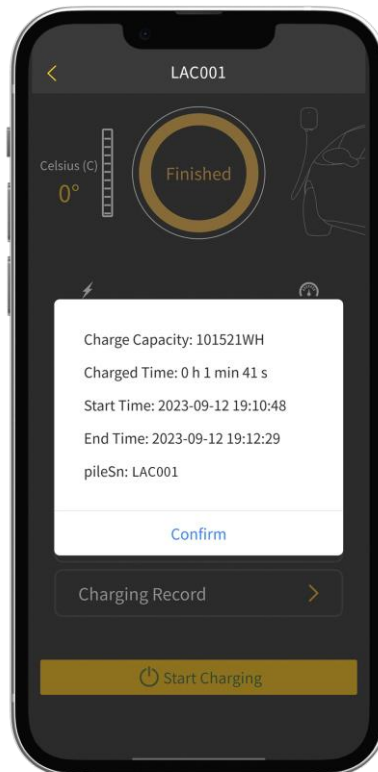 LAC001
Celsius (C)
0°
Finished
Charge Capacity: 101521WH
Charged Time: 0 h 1 min 41 s
Start Time: 2023-09-12 19:10:48
End Time: 2023-09-12 19:12:29
pileSn: LAC001
Confirm
Charging Record
Start Charging